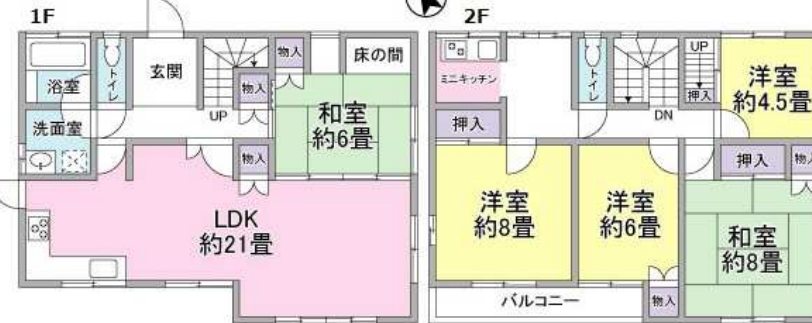 1F
浴室
トイレ
玄関
物入
床の間
物入
洗面室
UP
和室
約6畳
物入
LDK
約21畳
2F
ミニキッチン
トイレ
UP
押入
洋室
約4.5畳
DN
押入
押入
物入
洋室
約8畳
洋室
約6畳
和室
約8畳
バルコニー
物入